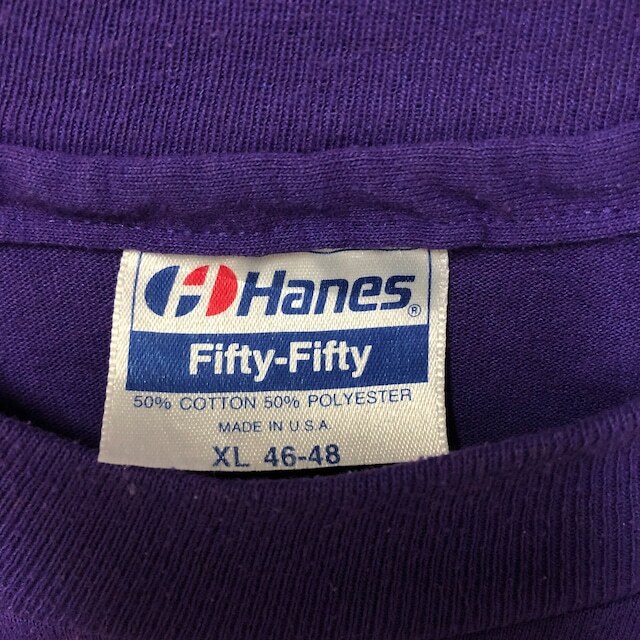 Hanes®
Fifty-Fifty
50% COTTON 50% POLYESTER
MADE IN U.S.A
XL 46-48